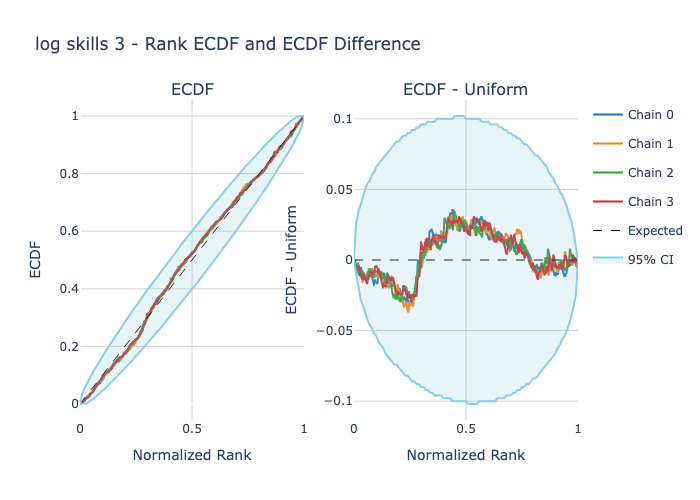 log skills 3 - Rank ECDF and ECDF Difference
ECDF
ECDF
1
0.8
0.6
0.4
0.2
0
0
0.5
1
Normalized Rank
ECDF - Uniform
ECDF - Uniform
0.1
0.05
0
−0.05
−0.1
0
0.5
1
Normalized Rank
Chain 0
Chain 1
Chain 2
Chain 3
Expected
95% CI